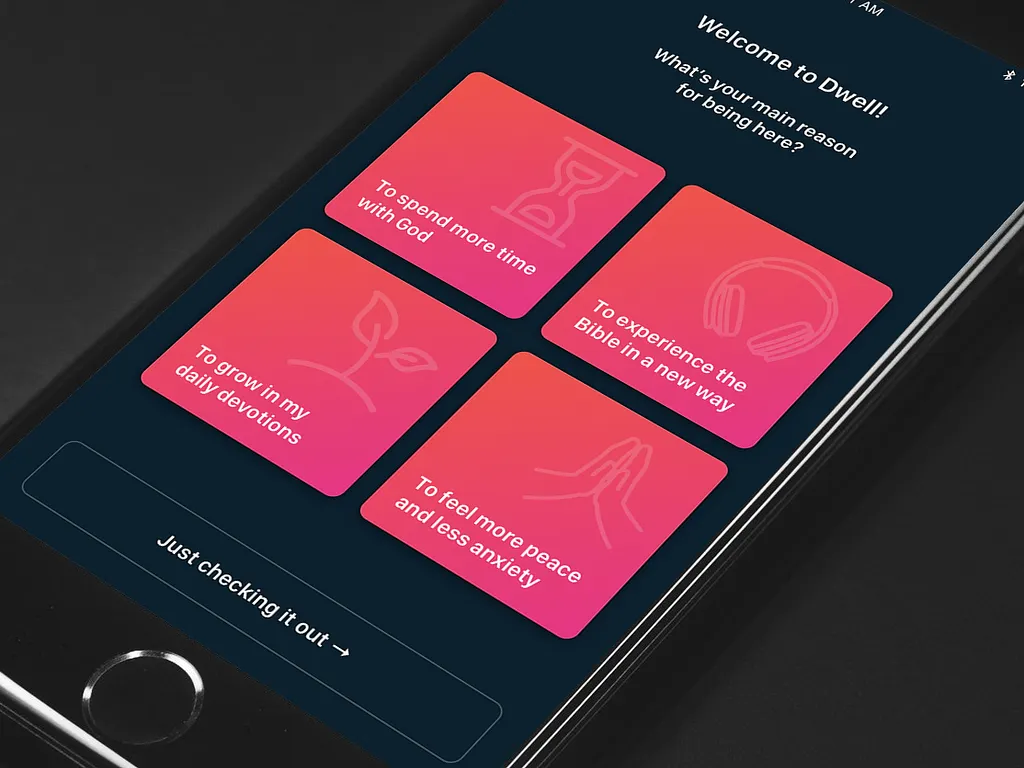 AM
Welcome to Dwell!
What's your main reason
for being here?
To spend more time
with God
To experience the
Bible in a new way
To grow in my
daily devotions
To feel more peace
and less anxiety
Just checking it out →